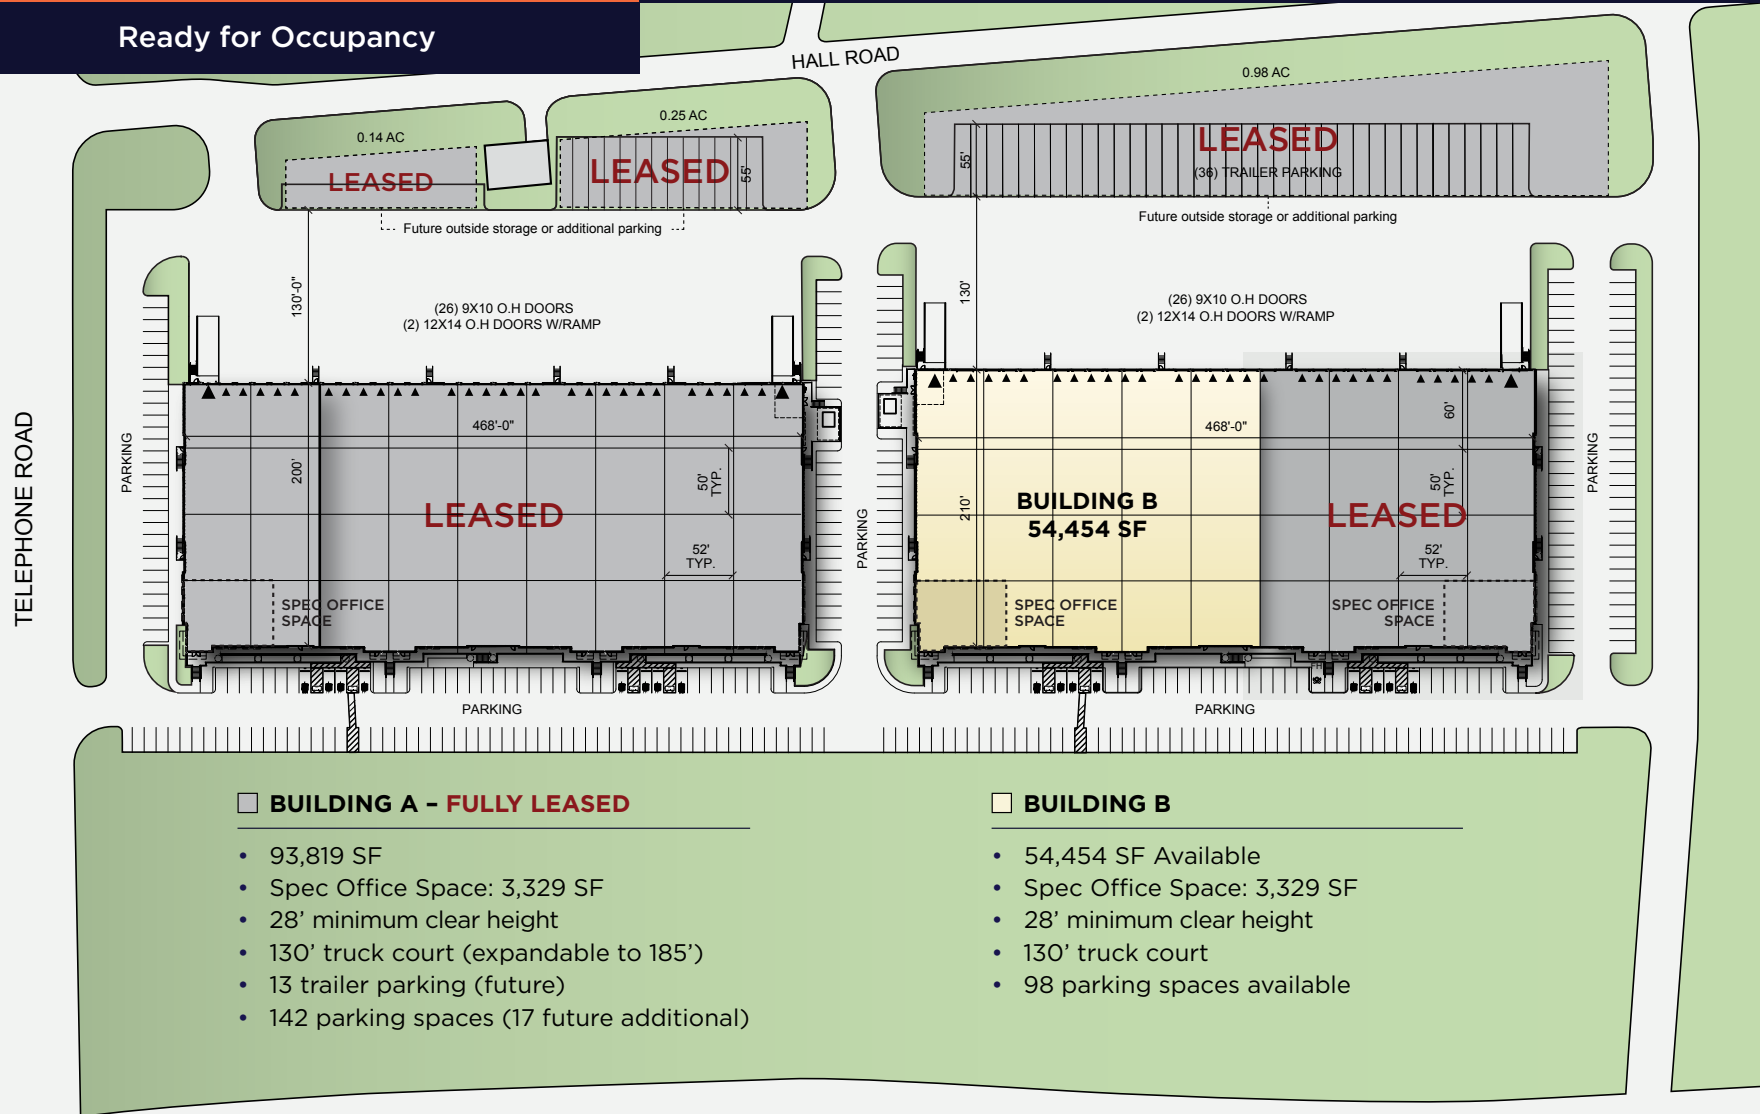 Ready for Occupancy
HALL ROAD
0.98 AC
0.25 AC
0.14 AC
LEASED
LEASED
55'
LEASED
55'
(36) TRAILER PARKING
Future outside storage or additional parking
Future outside storage or additional parking
130'-0"
(26) 9X10 O.H DOORS
(2) 12X14 O.H DOORS W/RAMP
130'
(26) 9X10 O.H DOORS
(2) 12X14 O.H DOORS W/RAMP
TELEPHONE ROAD
PARKING
468'-0"
200'
50'
TYP.
LEASED
52'
TYP.
SPEC OFFICE
SPACE
PARKING
468'-0"
60'
210'
BUILDING B
54,454 SF
50'
TYP.
LEASED
52'
TYP.
SPEC OFFICE
SPACE
SPEC OFFICE
SPACE
PARKING
PARKING
PARKING
BUILDING A – FULLY LEASED
• 93,819 SF
• Spec Office Space: 3,329 SF
• 28’ minimum clear height
• 130’ truck court (expandable to 185’)
• 13 trailer parking (future)
• 142 parking spaces (17 future additional)
BUILDING B
• 54,454 SF Available
• Spec Office Space: 3,329 SF
• 28’ minimum clear height
• 130’ truck court
• 98 parking spaces available